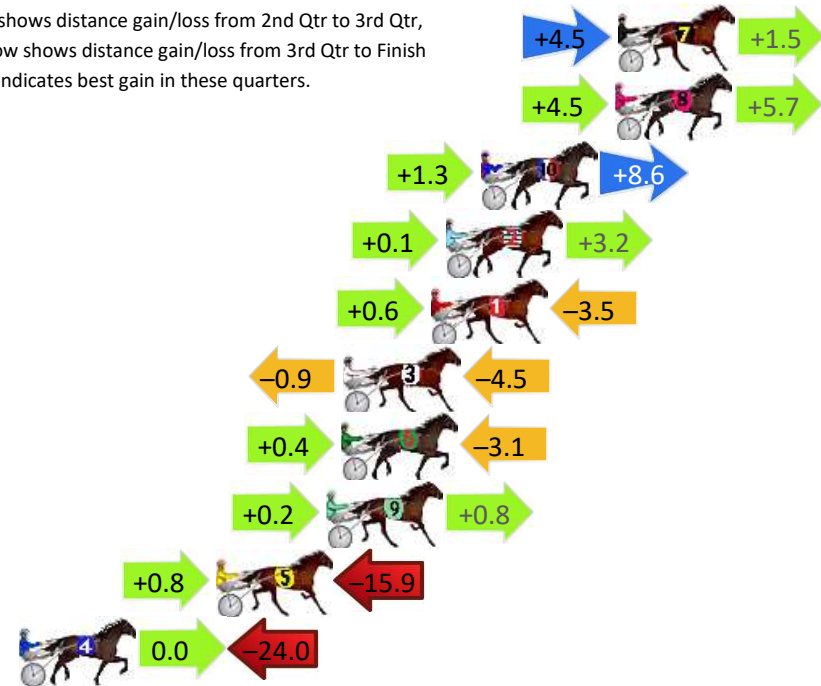 shows distance gain/loss from 2nd Qtr to 3rd Qtr,
ow shows distance gain/loss from 3rd Qtr to Finish
indicates best gain in these quarters.
+4.5 7 +1.5
+4.5 8 +5.7
+1.3 10 +8.6
+0.1 2 +3.2
+0.6 1 –3.5
–0.9 3 –4.5
+0.4 6 –3.1
+0.2 9 +0.8
+0.8 5 –15.9
4 0.0 –24.0